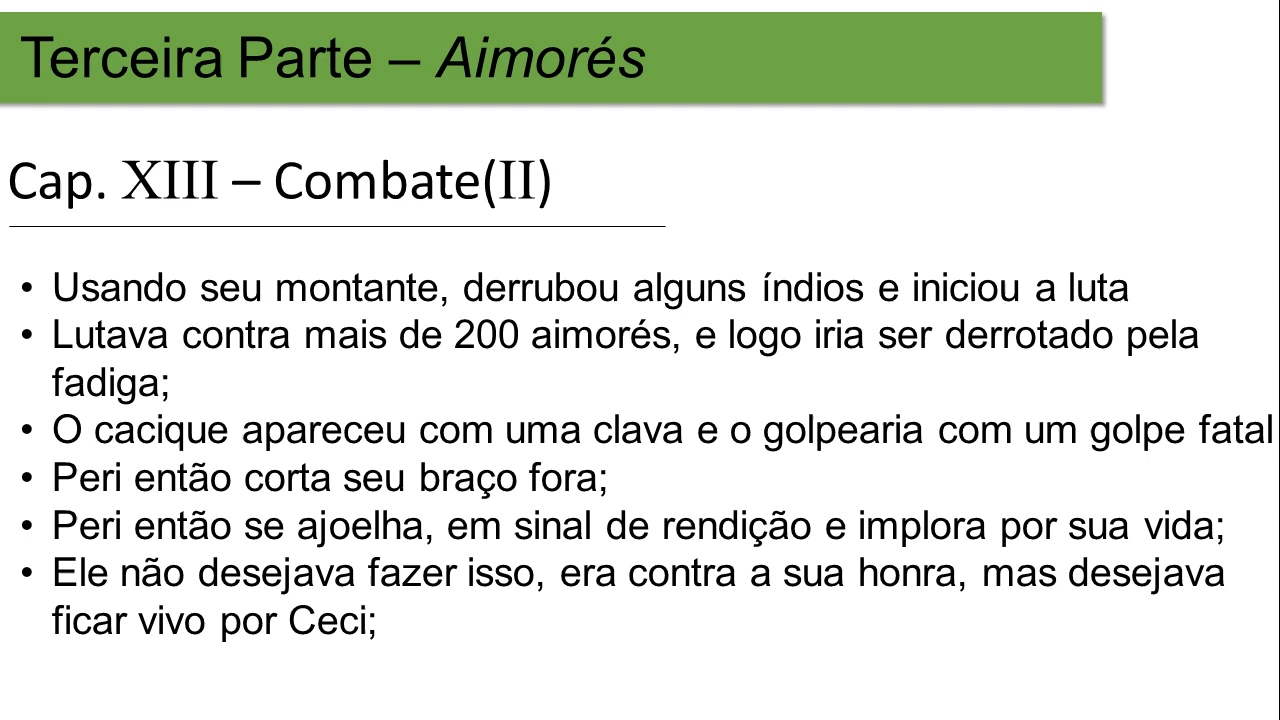 Terceira Parte – Aimorés
Cap. XIII – Combate(II)
• Usando seu montante, derrubou alguns índios e iniciou a luta
• Lutava contra mais de 200 aimorés, e logo iria ser derrotado pela
fadiga;
• O cacique apareceu com uma clava e o golpearia com um golpe fatal
• Peri então corta seu braço fora;
• Peri então se ajoelha, em sinal de rendição e implora por sua vida;
• Ele não desejava fazer isso, era contra a sua honra, mas desejava
ficar vivo por Ceci;